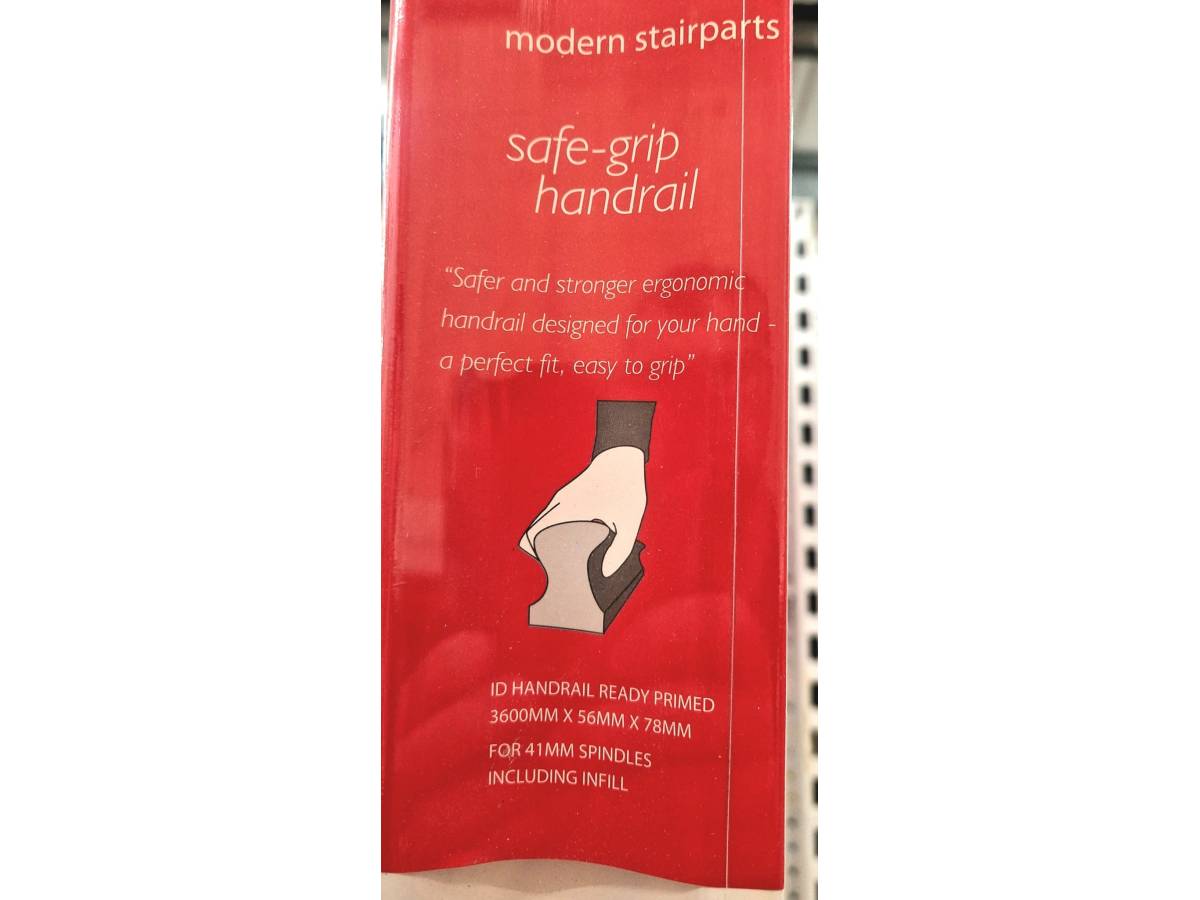 modern stairparts
safe-grip
handrail
"Safer and stronger ergonomic
handrail designed for your hand -
a perfect fit, easy to grip"
ID HANDRAIL READY PRIMED
3600MM X 56MM X 78MM
FOR 41MM SPINDLES
INCLUDING INFILL